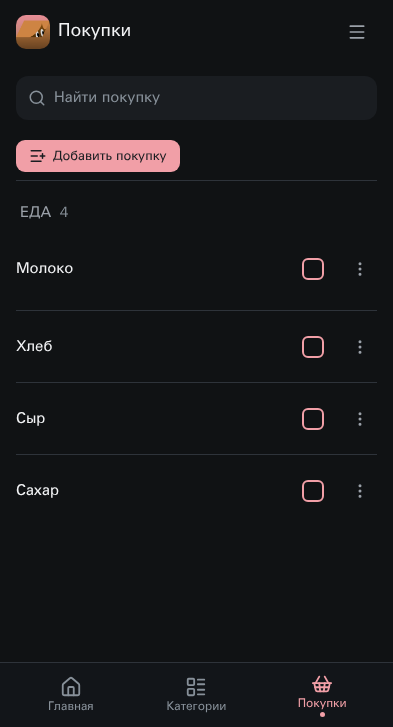 Покупки
Найти покупку
Добавить покупку
ЕДА 4
Молоко
Хлеб
Сыр
Сахар
Главная
Категории
Покупки